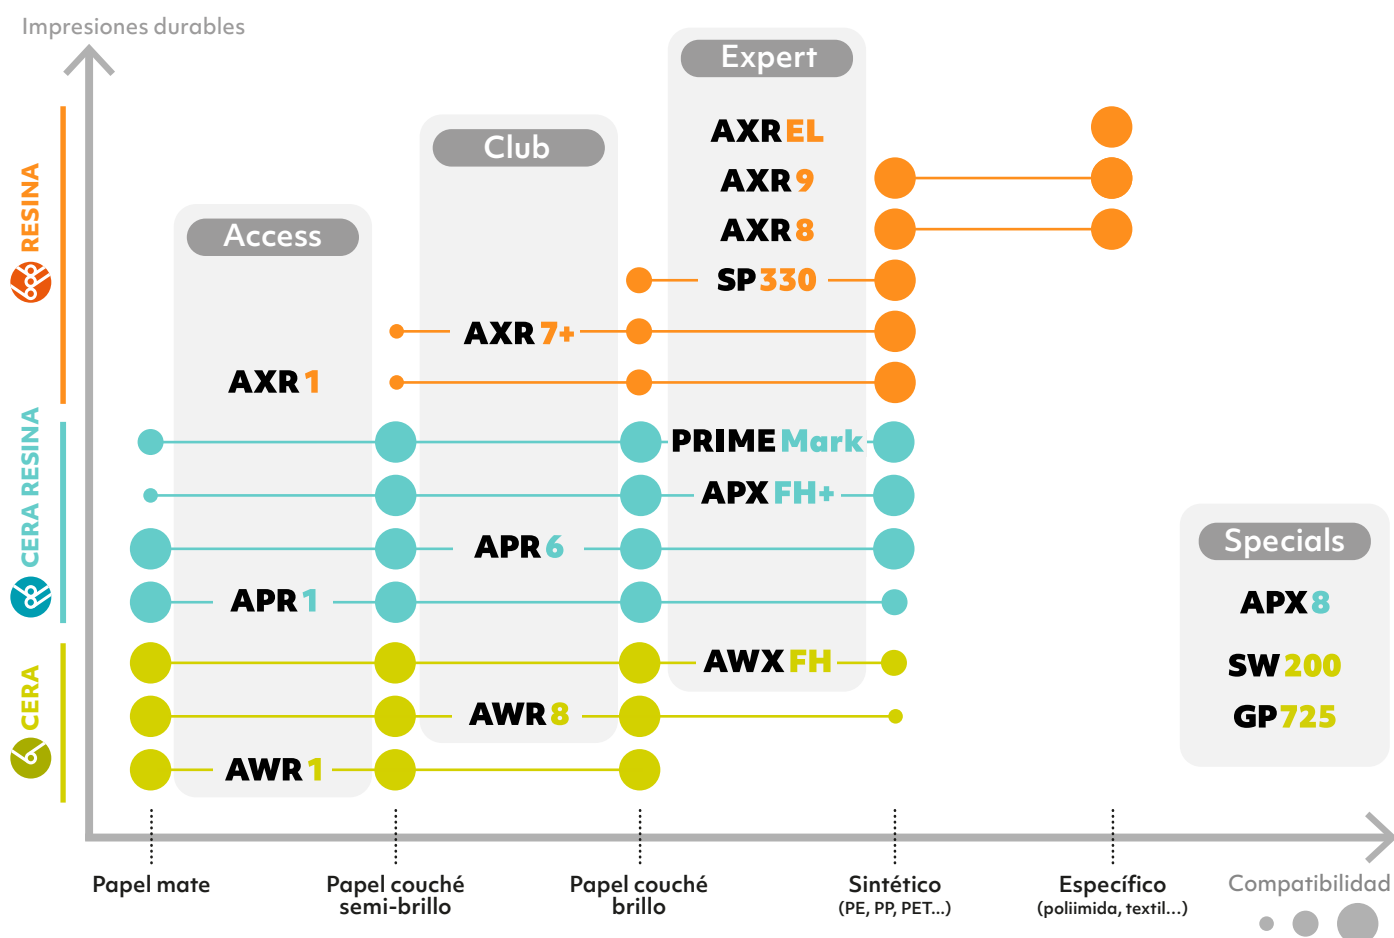 Impresiones durables
Expert
Club
Access
Specials
RESINA
CERA RESINA
CERA
AXR EL
AXR 9
AXR 8
SP 330
AXR 7+
AXR 1
PRIME Mark
APX FH+
APR 6
APR 1
AWX FH
AWR 8
AWR 1
APX 8
SW 200
GP 725
Papel mate
Papel couché
semi-brillo
Papel couché
brillo
Sintético
(PE, PP, PET...)
Específico
(poliimida, textil...)
Compatibilidad